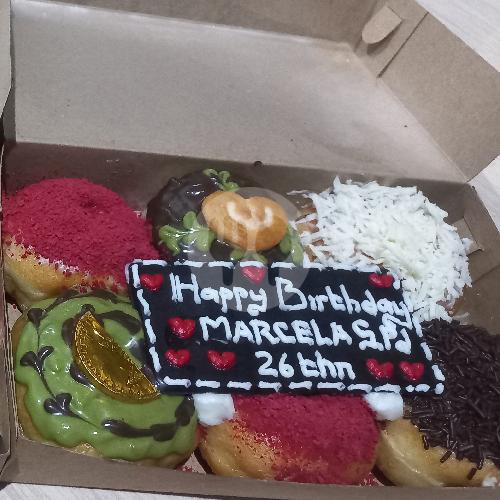 Happy Birthday
MARCELA S.Pd
26 thn